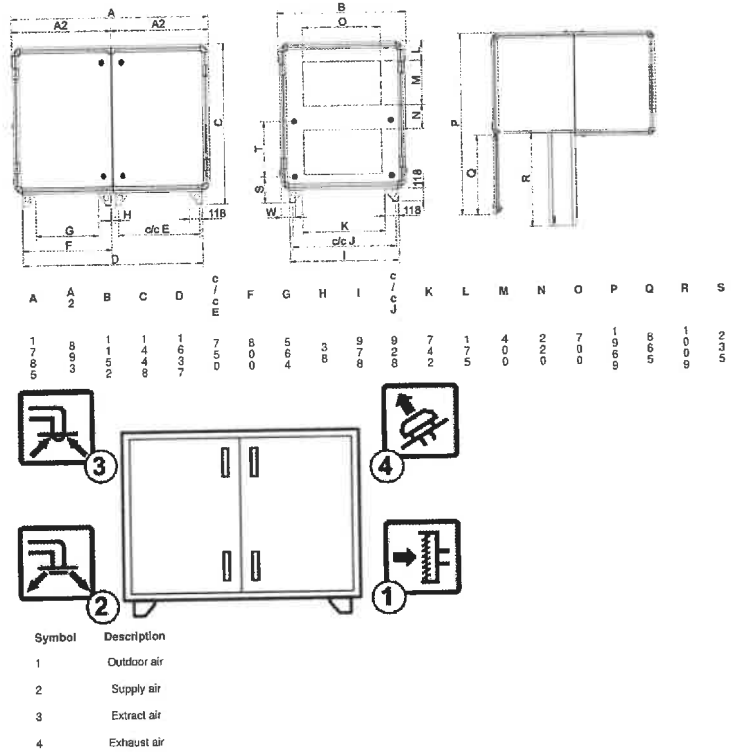 A
A2 A2
B
O
C
L
M
N
T
S
118
H
G
c/c E
118
F
D
W
K
118
c/c J
I
P
Q
R
A A2 B C D c/cE F G H I c/cJ K L M N O P Q R S
1785 893 1152 1448 1637 750 800 564 38 978 928 742 175 400 220 700 1969 865 1009 235
3
4
2
1
Symbol Description
1 Outdoor air
2 Supply air
3 Extract air
4 Exhaust air